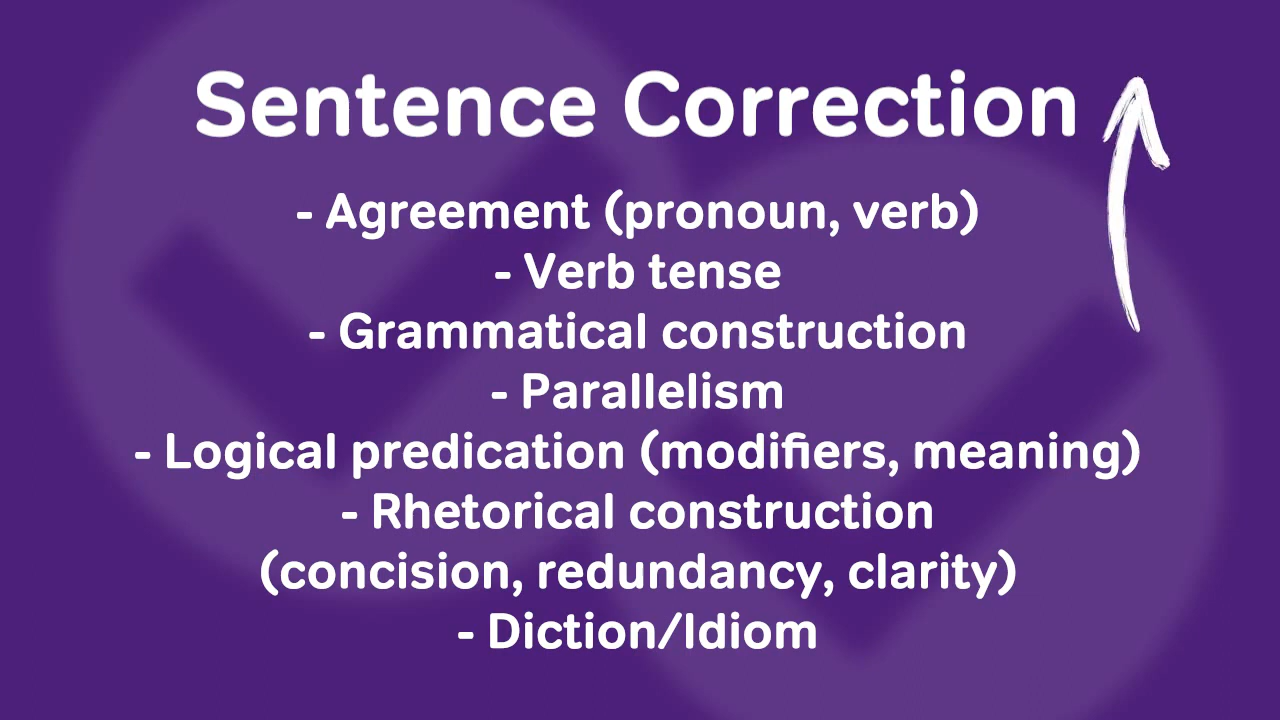 Sentence Correction
- Agreement (pronoun, verb)
- Verb tense
- Grammatical construction
- Parallelism
- Logical predication (modifiers, meaning)
- Rhetorical construction
(concision, redundancy, clarity)
- Diction/Idiom